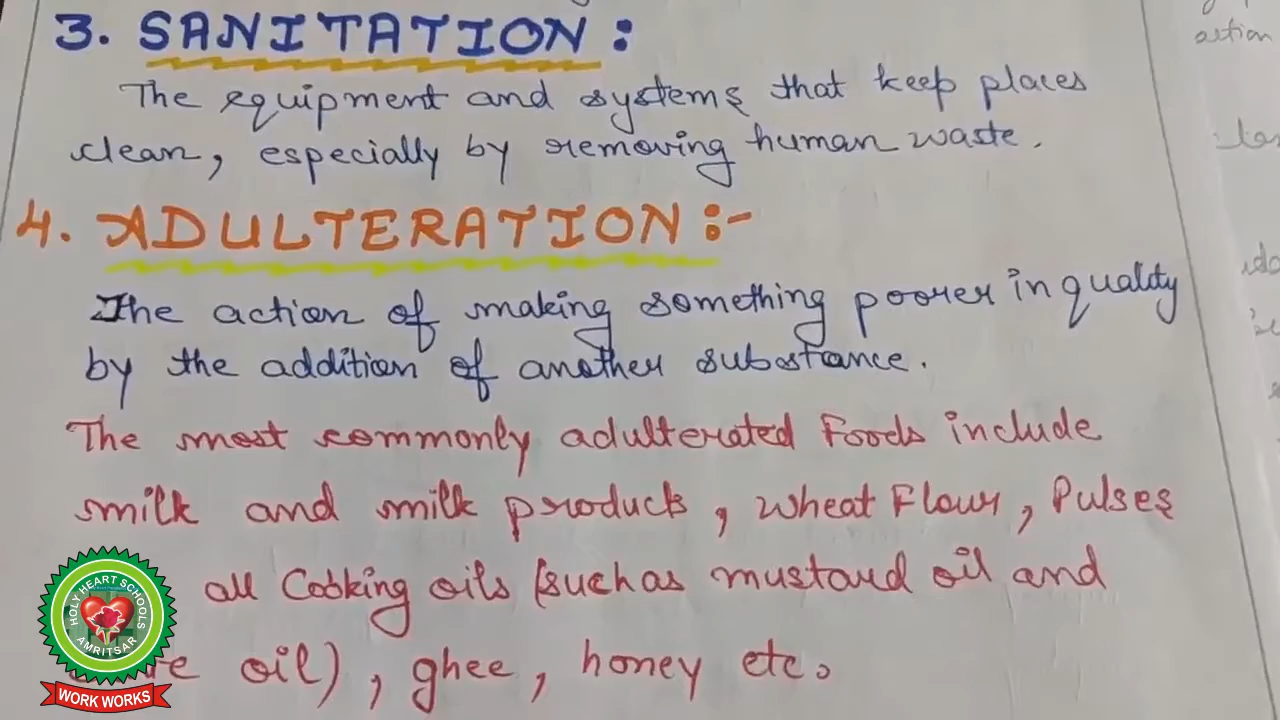 3. SANITATION :
The equipment and systems that keep places
clean, especially by removing human waste.
4. ADULTERATION :-
The action of making something poorer in quality
by the addition of another substance.
The most commonly adulterated Foods include
milk and milk products, Wheat Flour, Pulses
all Cooking oils (such as mustard oil and
oil), ghee, honey etc.
action
HOLY HEART SCHOOLS
AMRITSAR
WORK WORKS